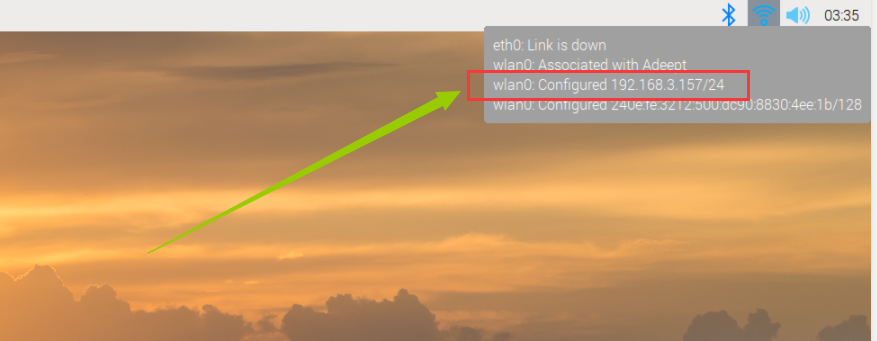 03:35
eth0: Link is down
wlan0: Associated with Adeept
wlan0: Configured 192.168.3.157/24
wlan0: Configured 240e:fe:3212:500:dc90:8830:4ee:1b/128